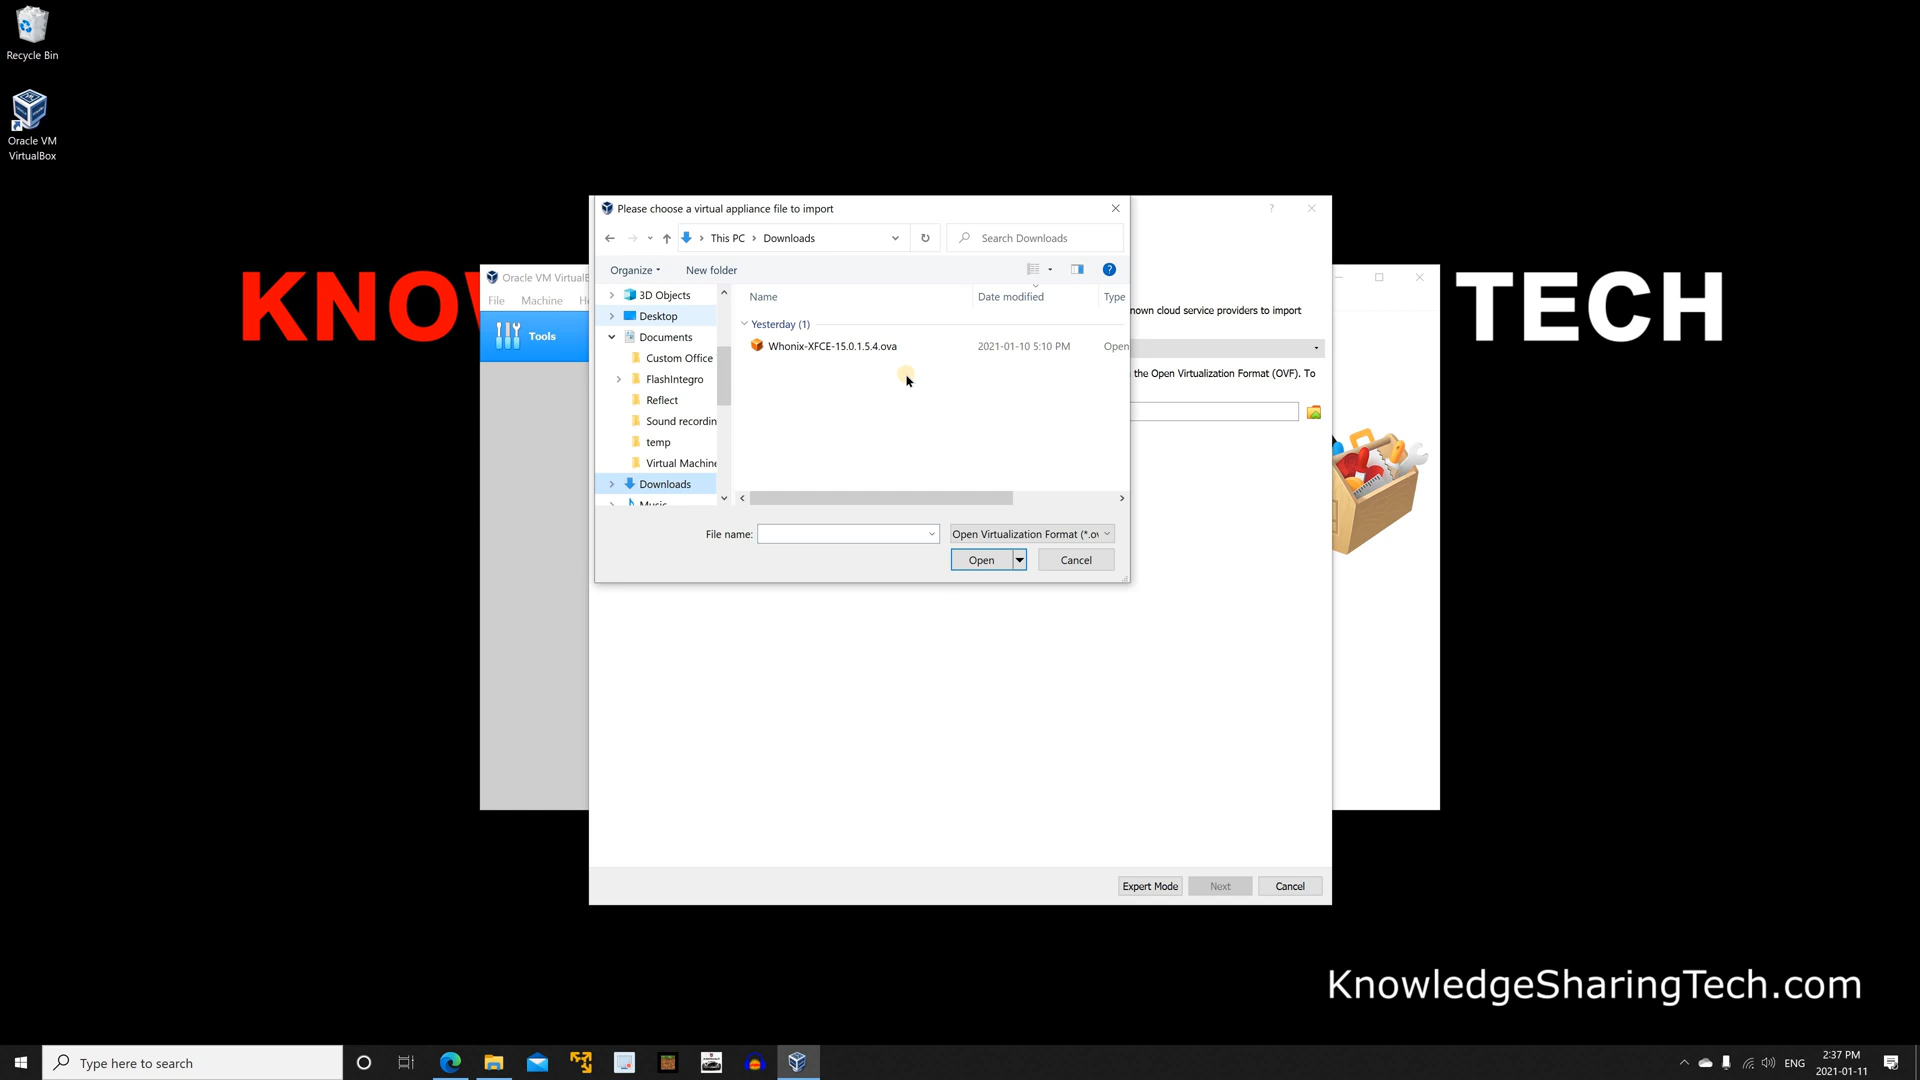 Recycle Bin
Oracle VM
VirtualBox
KNO
TECH
Oracle VM Virtual
File Machine H
Tools
Please choose a virtual appliance file to import
This PC Downloads
Search Downloads
Organize
New folder
3D Objects
Desktop
Documents
Custom Office
FlashIntegro
Reflect
Sound recordin
temp
Virtual Machine
Downloads
Music
Name Date modified Type
Yesterday (1)
Whonix-XFCE-15.0.1.5.4.ova 2021-01-10 5:10 PM Open
File name:
Open Virtualization Format (*.ov
Open
Cancel
nown cloud service providers to import
the Open Virtualization Format (OVF). To
Expert Mode
Next
Cancel
KnowledgeSharingTech.com
Type here to search
ENG
2:37 PM
2021-01-11